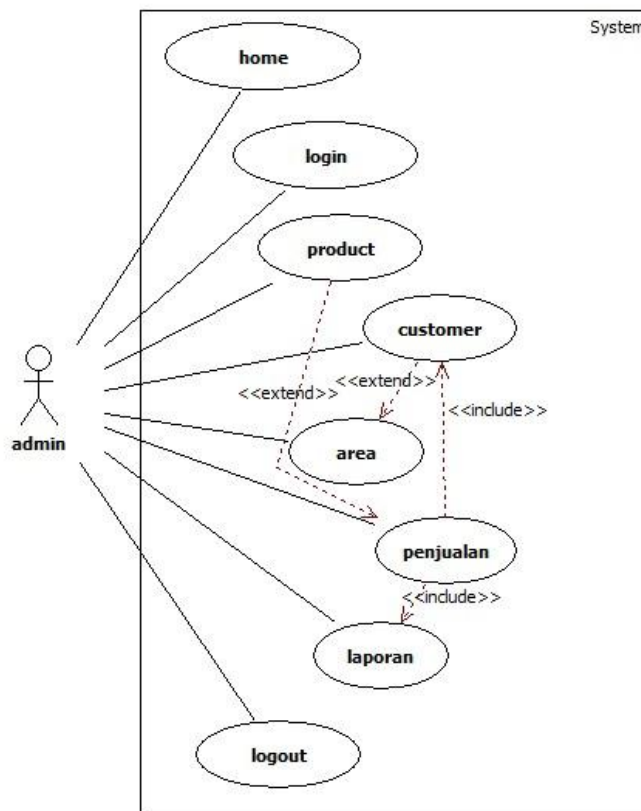 System
home
login
product
customer
<<extend>>
<<extend>>
<<include>>
admin
area
penjualan
<<include>>
laporan
logout